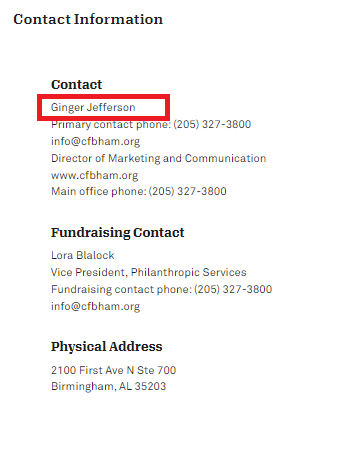 Contact Information
Contact
Ginger Jefferson
Primary contact phone: (205) 327-3800
info@cfbham.org
Director of Marketing and Communication
www.cfbham.org
Main office phone: (205) 327-3800
Fundraising Contact
Lora Blalock
Vice President, Philanthropic Services
Fundraising contact phone: (205) 327-3800
info@cfbham.org
Physical Address
2100 First Ave N Ste 700
Birmingham, AL 35203